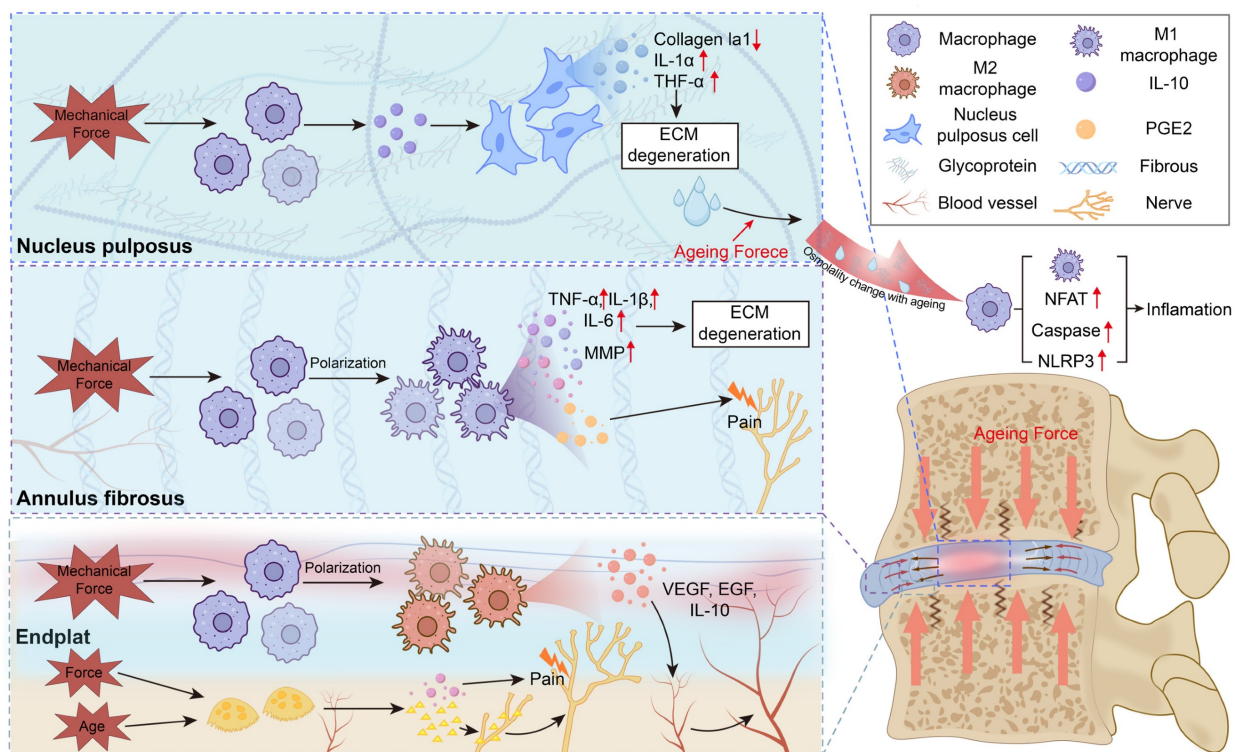 Mechanical
Force
Collagen Ia1
IL-1α
THF-α
ECM
degeneration
Ageing Forece
Nucleus pulposus
Macrophage
M1
macrophage
M2
macrophage
IL-10
Nucleus
pulposus cell
PGE2
Glycoprotein
Fibrous
Blood vessel
Nerve
Osmolality change with ageing
NFAT
Caspase
NLRP3
Inflamation
Mechanical
Force
Polarization
TNF-α, IL-1β,
IL-6
MMP
ECM
degeneration
Pain
Annulus fibrosus
Mechanical
Force
Polarization
VEGF, EGF,
IL-10
Endplat
Force
Age
Pain
Ageing Force